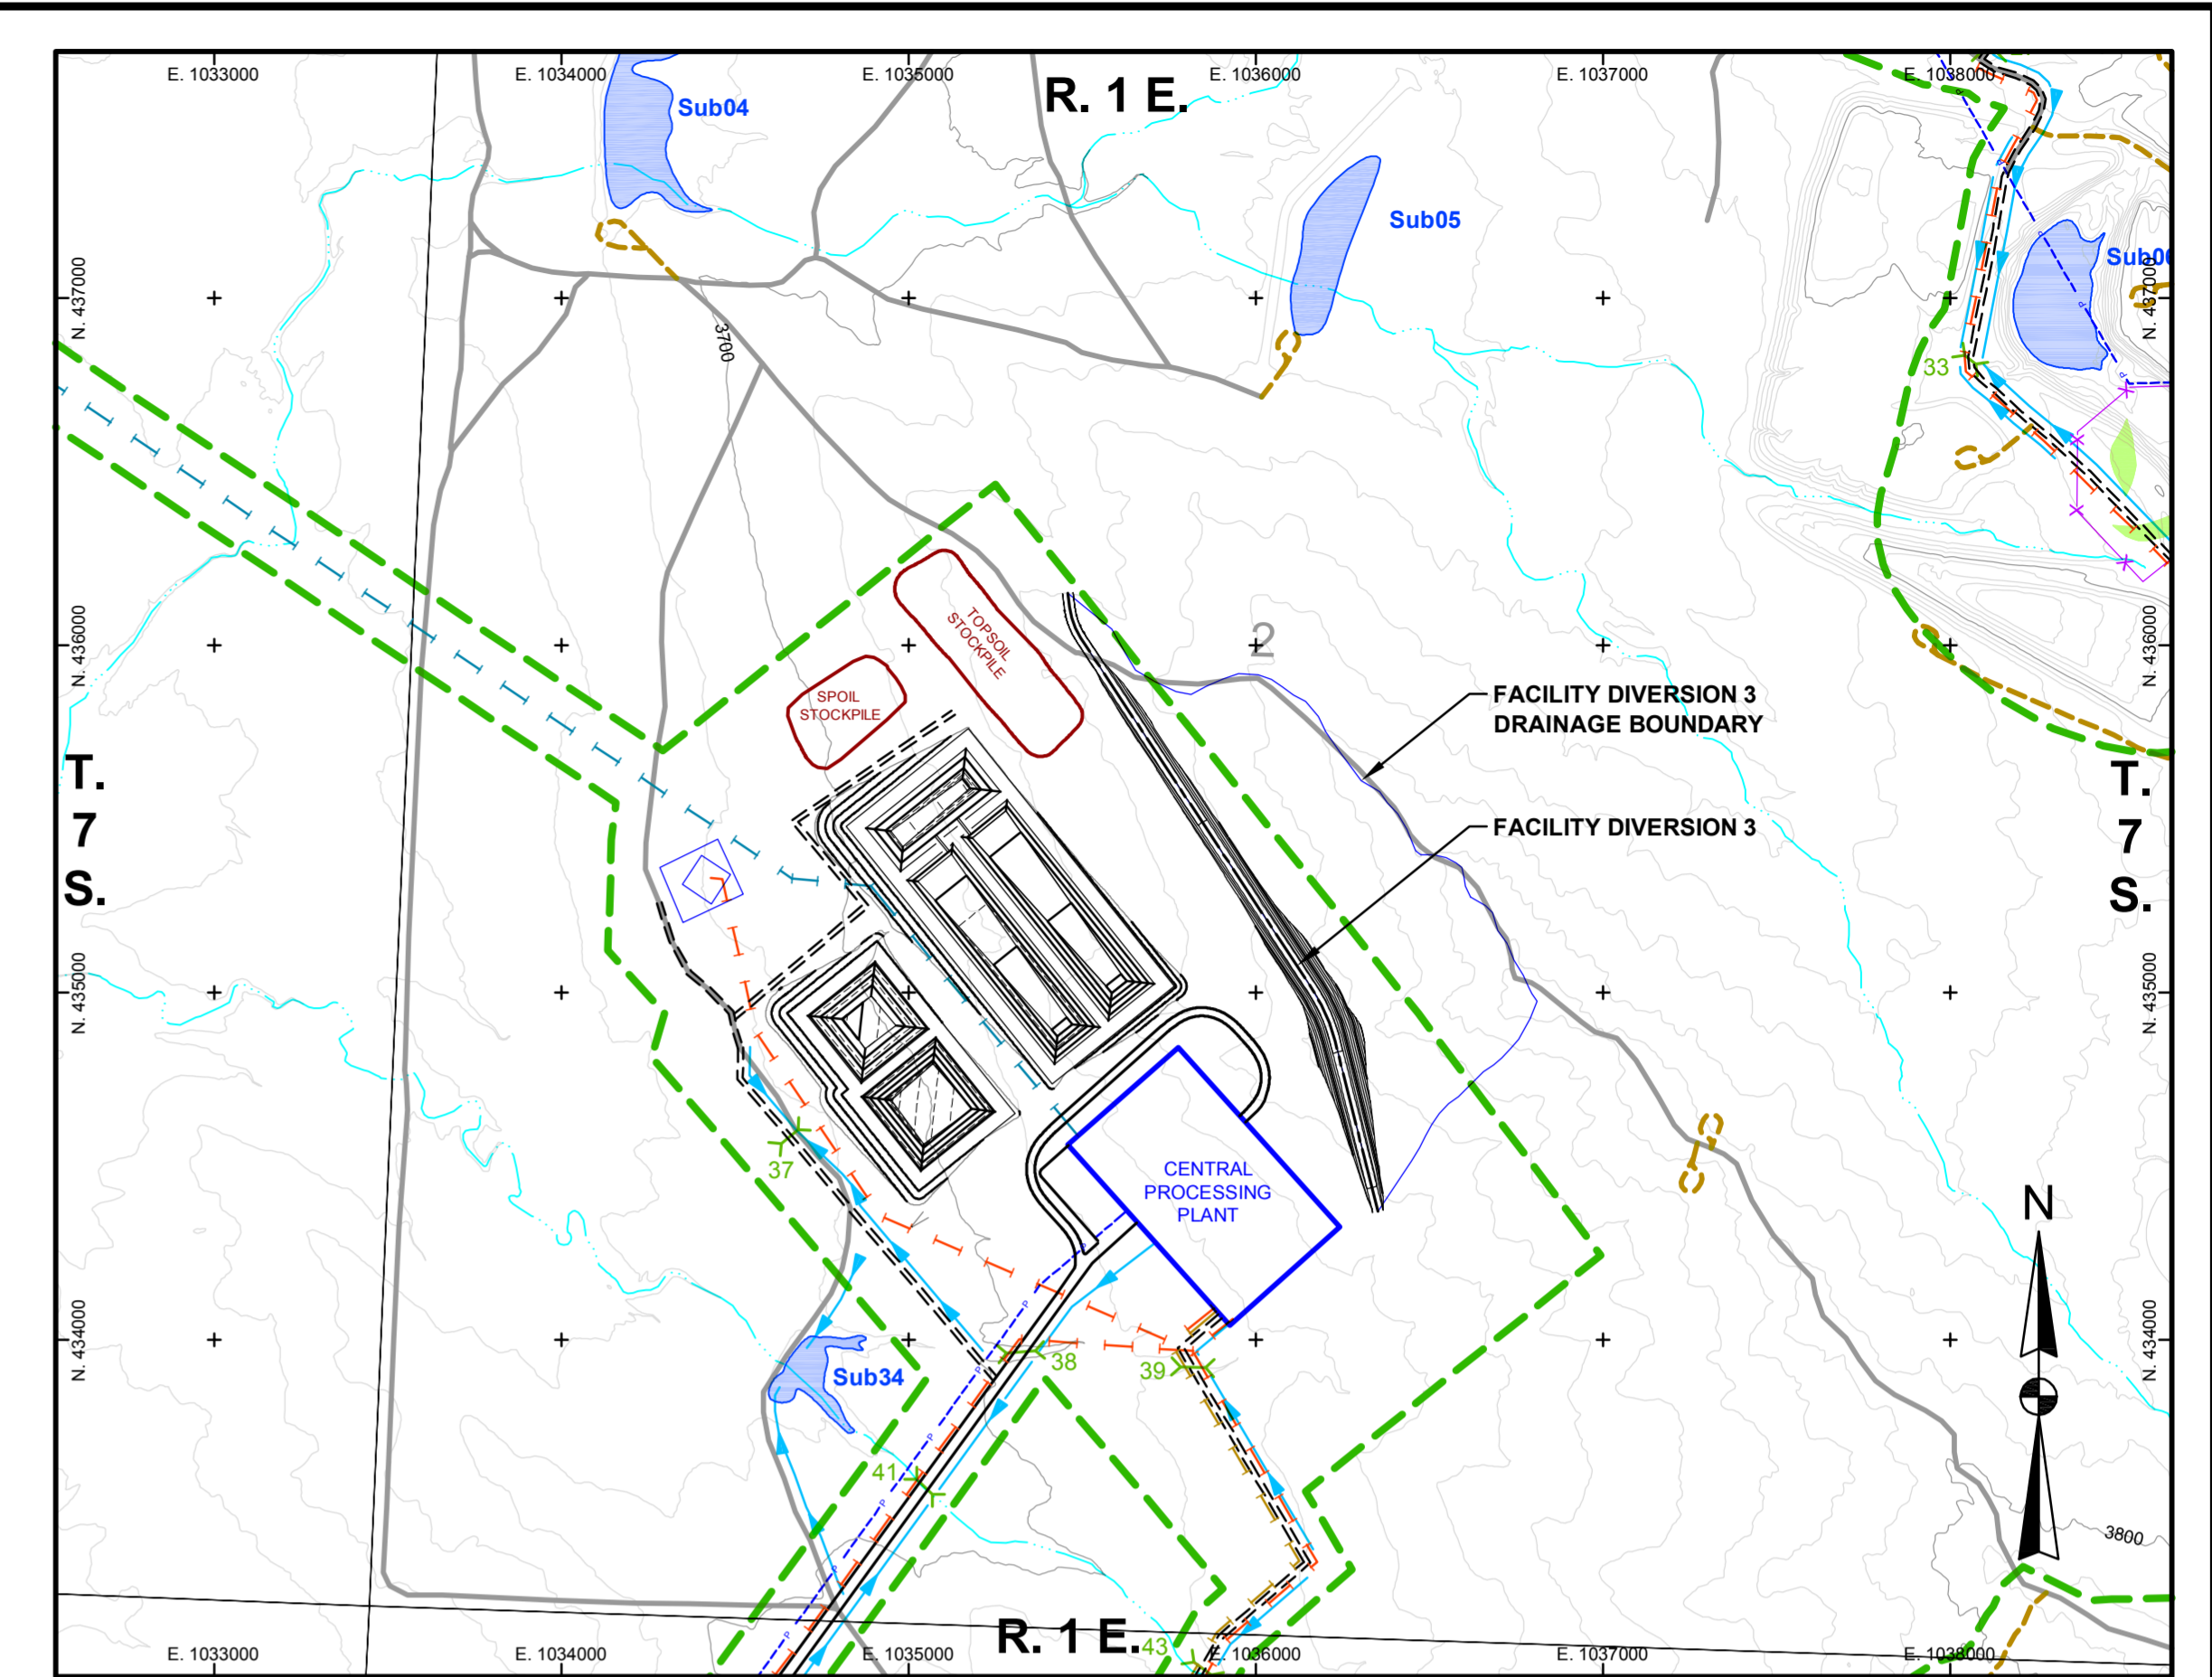 E. 1033000
E. 1034000
E. 1035000
E. 1036000
E. 1037000
E. 1038000
R. 1 E.
Sub04
Sub05
N. 437000
3700
33
N. 437000
N. 436000
2
N. 436000
TOPSOIL
STOCKPILE
SPOIL
STOCKPILE
FACILITY DIVERSION 3
DRAINAGE BOUNDARY
FACILITY DIVERSION 3
T.
7
S.
T.
7
S.
N. 435000
N. 435000
37
CENTRAL
PROCESSING
PLANT
N
N. 434000
38
39
N. 434000
Sub34
41
3800
R. 1 E.
43
E. 1033000
E. 1034000
E. 1035000
E. 1036000
E. 1037000
E. 1038000